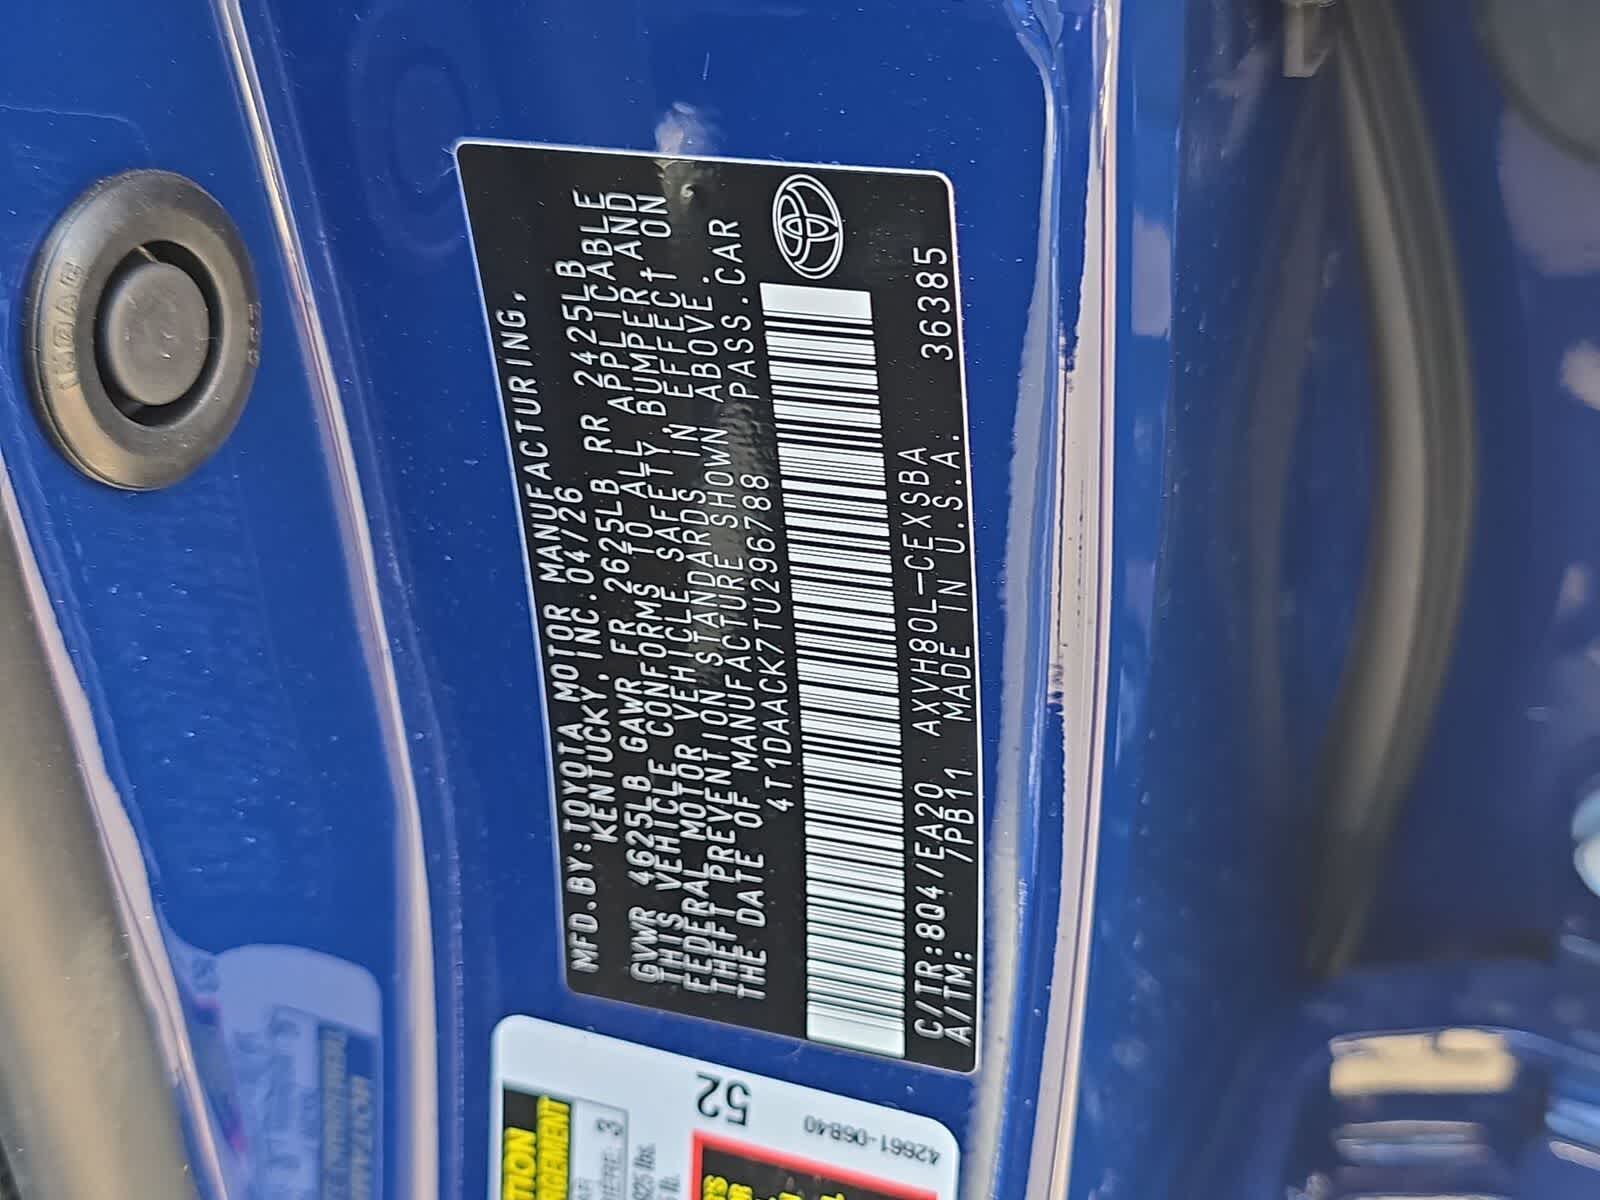 MFD.BY:TOYOTA MOTOR MANUFACTURING,
KENTUCKY, INC.04/26
GVWR 4625LB GAWR FR 2625LB RR 2425LB
THIS VEHICLE CONFORMS TO ALL APPLICABLE
FEDERAL MOTOR VEHICLE SAFETY, BUMPER, AND
THEFT PREVENTION STANDARDS IN EFFECT ON
THE DATE OF MANUFACTURE SHOWN ABOVE.
4T1DAACK7TU296788 PASS.CAR
C/TR:804/EA20 AXVH80L-CEXSBA 36385
A/TM: /PB11 MADE IN U.S.A.
52
42661-06B40
3